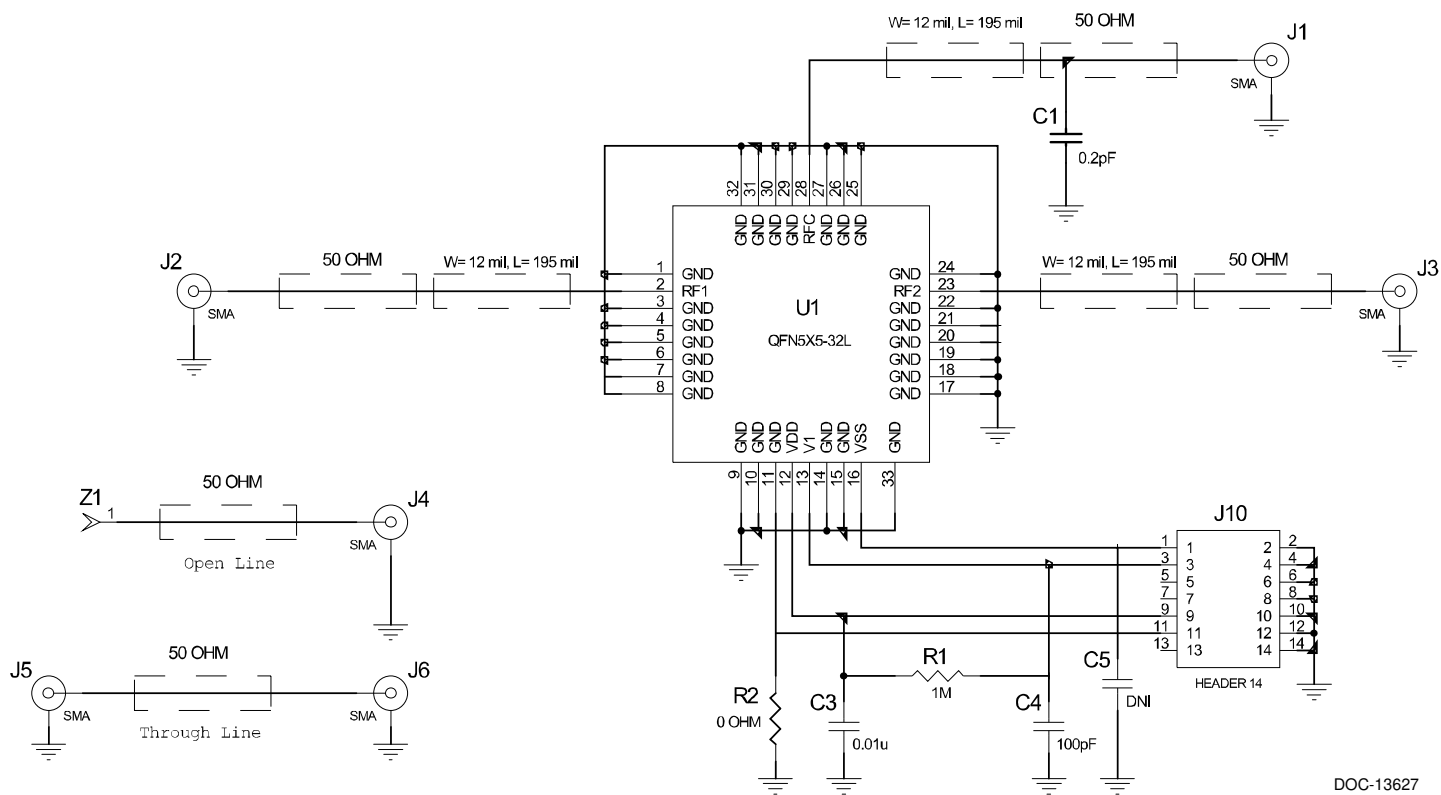 W= 12 mil, L= 195 mil
50 OHM
J1
SMA
C1
0.2pF
32
31
30
29
28
27
26
25
GND
GND
GND
GND
RFC
GND
GND
GND
J2
SMA
50 OHM
W= 12 mil, L= 195 mil
1 GND
2 RF1
3 GND
4 GND
5 GND
6 GND
7 GND
8 GND
U1
QFN5X5-32L
GND 24
RF2 23
GND 22
GND 21
GND 20
GND 19
GND 18
GND 17
W= 12 mil, L= 195 mil
50 OHM
J3
SMA
GND
GND
GND
VDD
V1
GND
GND
VSS
GND
9
10
11
12
13
14
15
16
33
Z1
1
50 OHM
J4
SMA
Open Line
J10
1 1 2 2
3 3 4 4
5 5 6 6
7 7 8 8
9 9 10 10
11 11 12 12
13 13 14 14
HEADER 14
J5
SMA
50 OHM
J6
SMA
Through Line
R2
0 OHM
C3
0.01u
R1
1M
C4
100pF
C5
DNI
DOC-13627